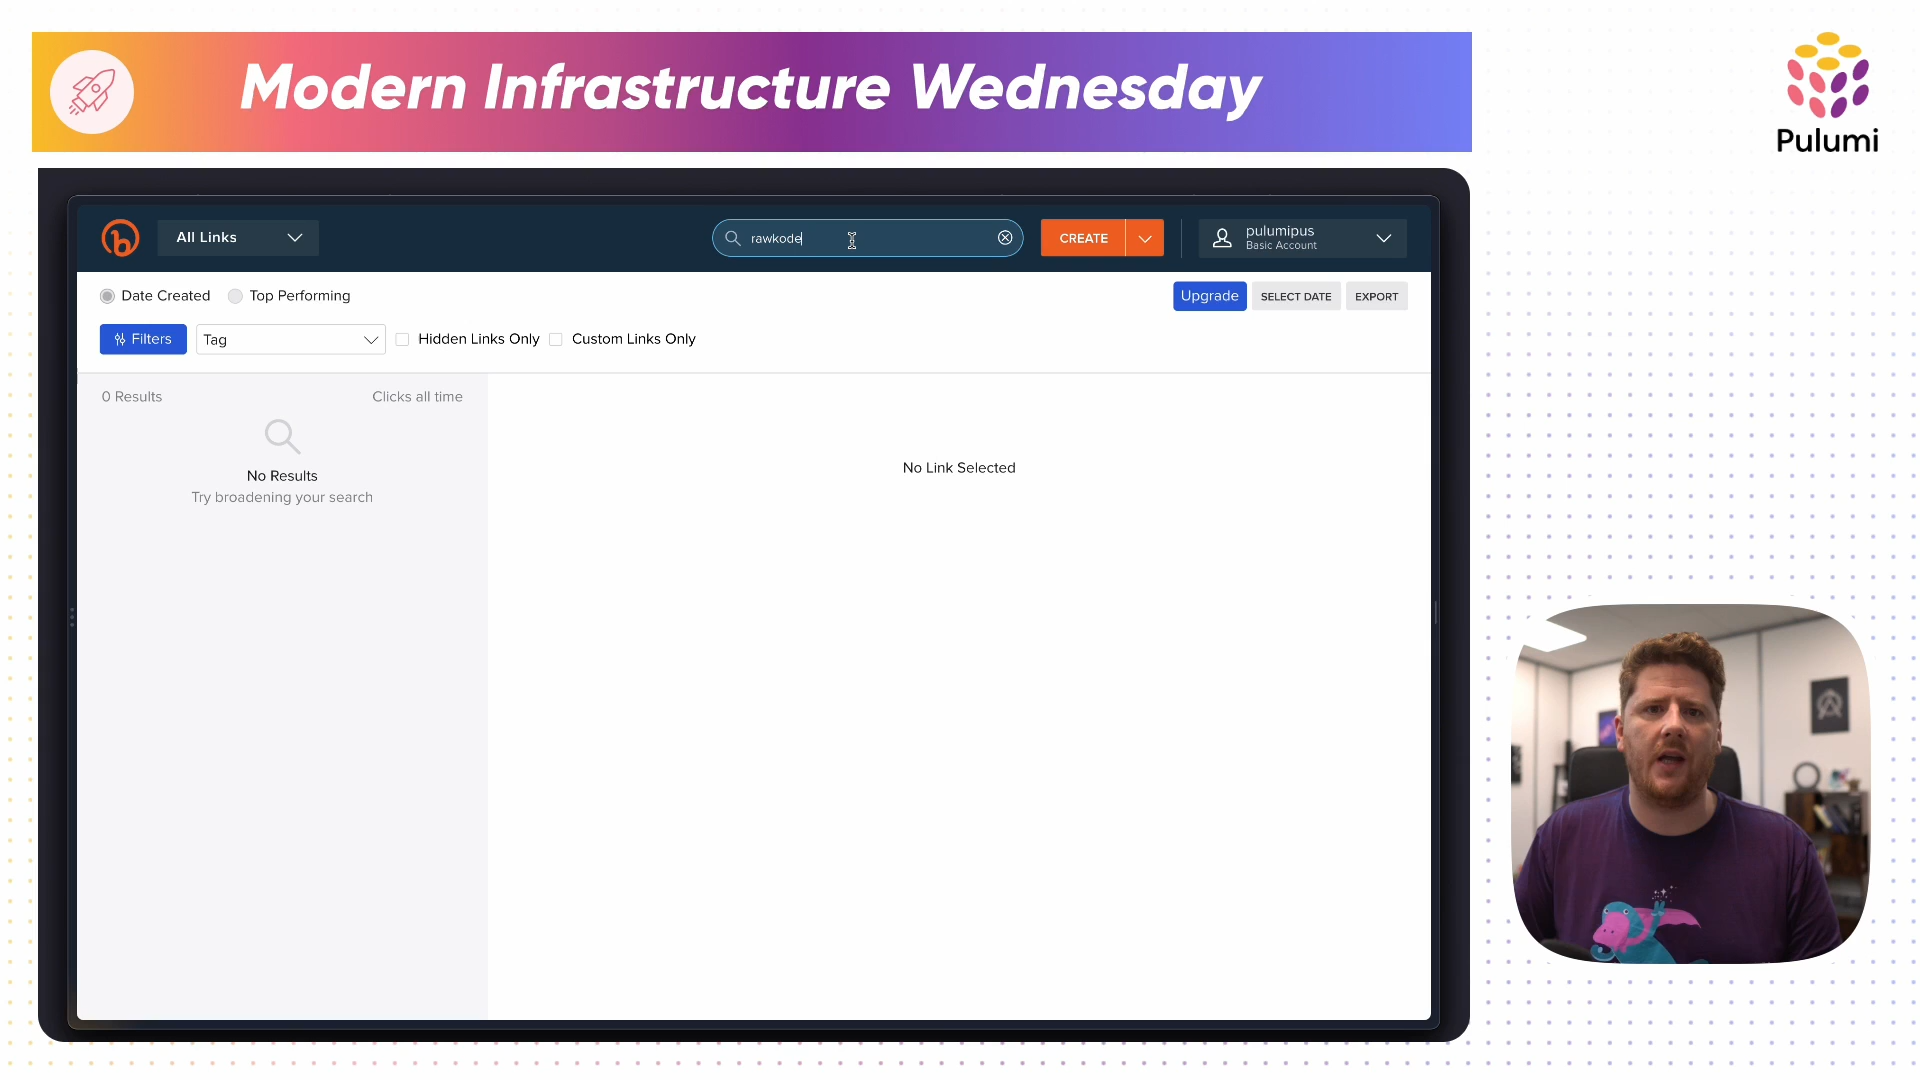 Modern Infrastructure Wednesday
Pulumi
All Links
rawkode
CREATE
pulumipus
Basic Account
Date Created
Top Performing
Upgrade
SELECT DATE
EXPORT
Filters
Tag
Hidden Links Only
Custom Links Only
0 Results
Clicks all time
No Results
Try broadening your search
No Link Selected